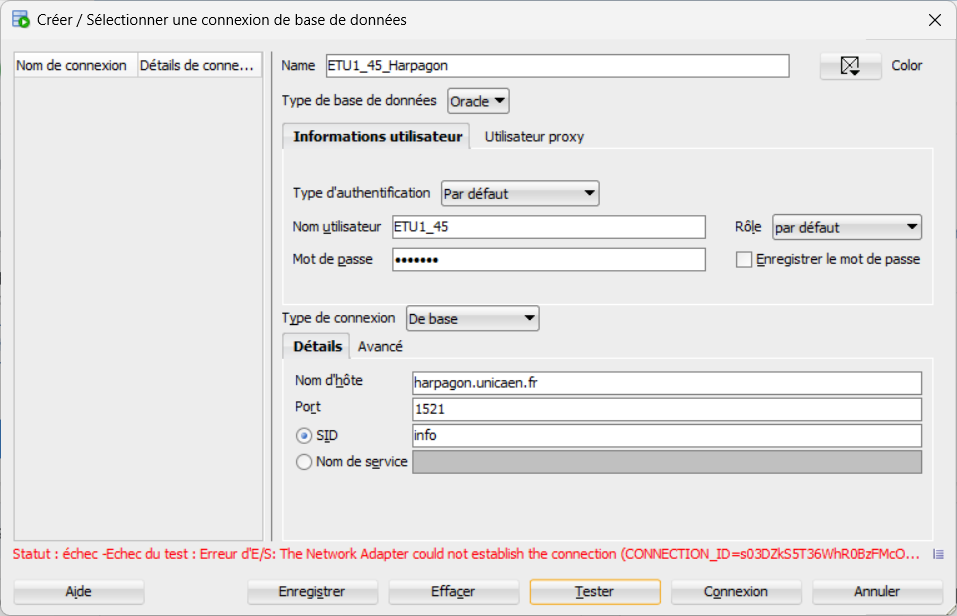 Créer / Sélectionner une connexion de base de données
Nom de connexion Détails de conne...
Name ETU1_45_Harpagon Color
Type de base de données Oracle
Informations utilisateur Utilisateur proxy
Type d'authentification Par défaut
Nom utilisateur ETU1_45 Rôle par défaut
Mot de passe ••••••• Enregistrer le mot de passe
Type de connexion De base
Détails Avancé
Nom d'hôte harpagon.unicaen.fr
Port 1521
SID info
Nom de service
Statut : échec -Echec du test : Erreur d'E/S: The Network Adapter could not establish the connection (CONNECTION_ID=s03DZkS5T36WhR0BzFMcO...
Aide Enregistrer Effacer Tester Connexion Annuler